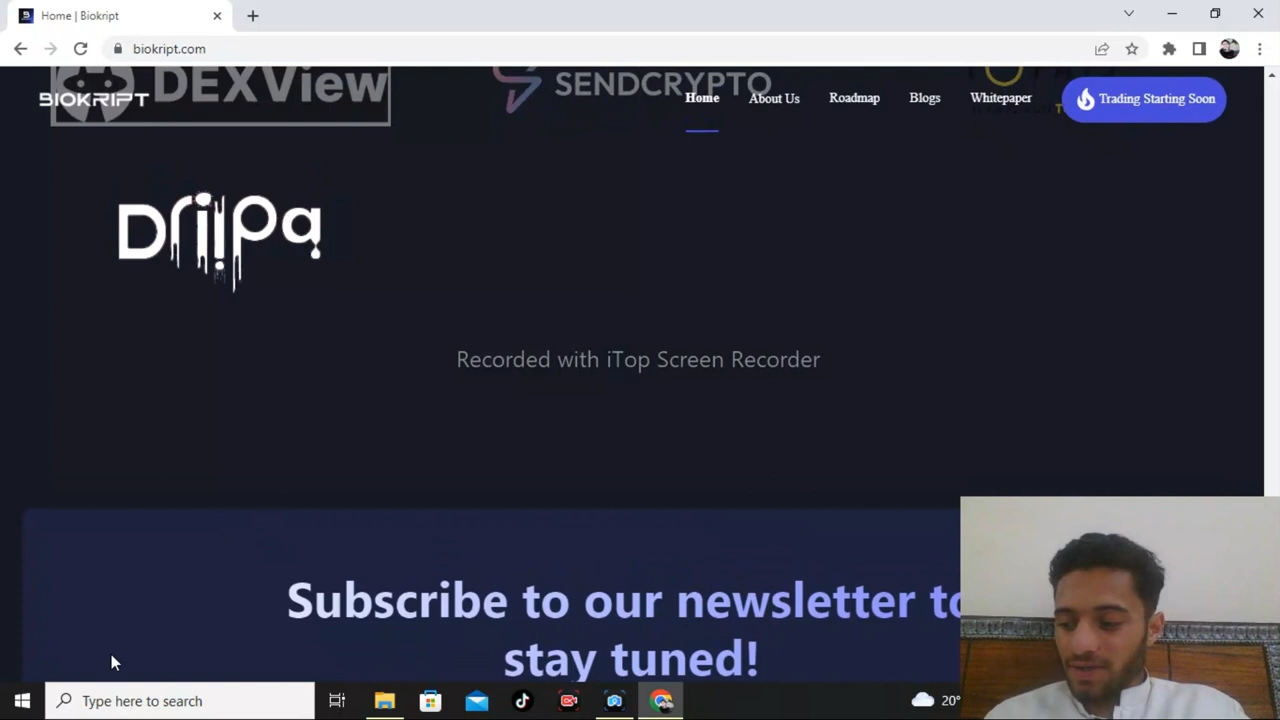 Home | Biokript
biokript.com
DEXView
SENDCRYPTO
BIOKRIPT
Home
About Us
Roadmap
Blogs
Whitepaper
Trading Starting Soon
Driipa
Recorded with iTop Screen Recorder
Subscribe to our newsletter to
stay tuned!
Type here to search
20°